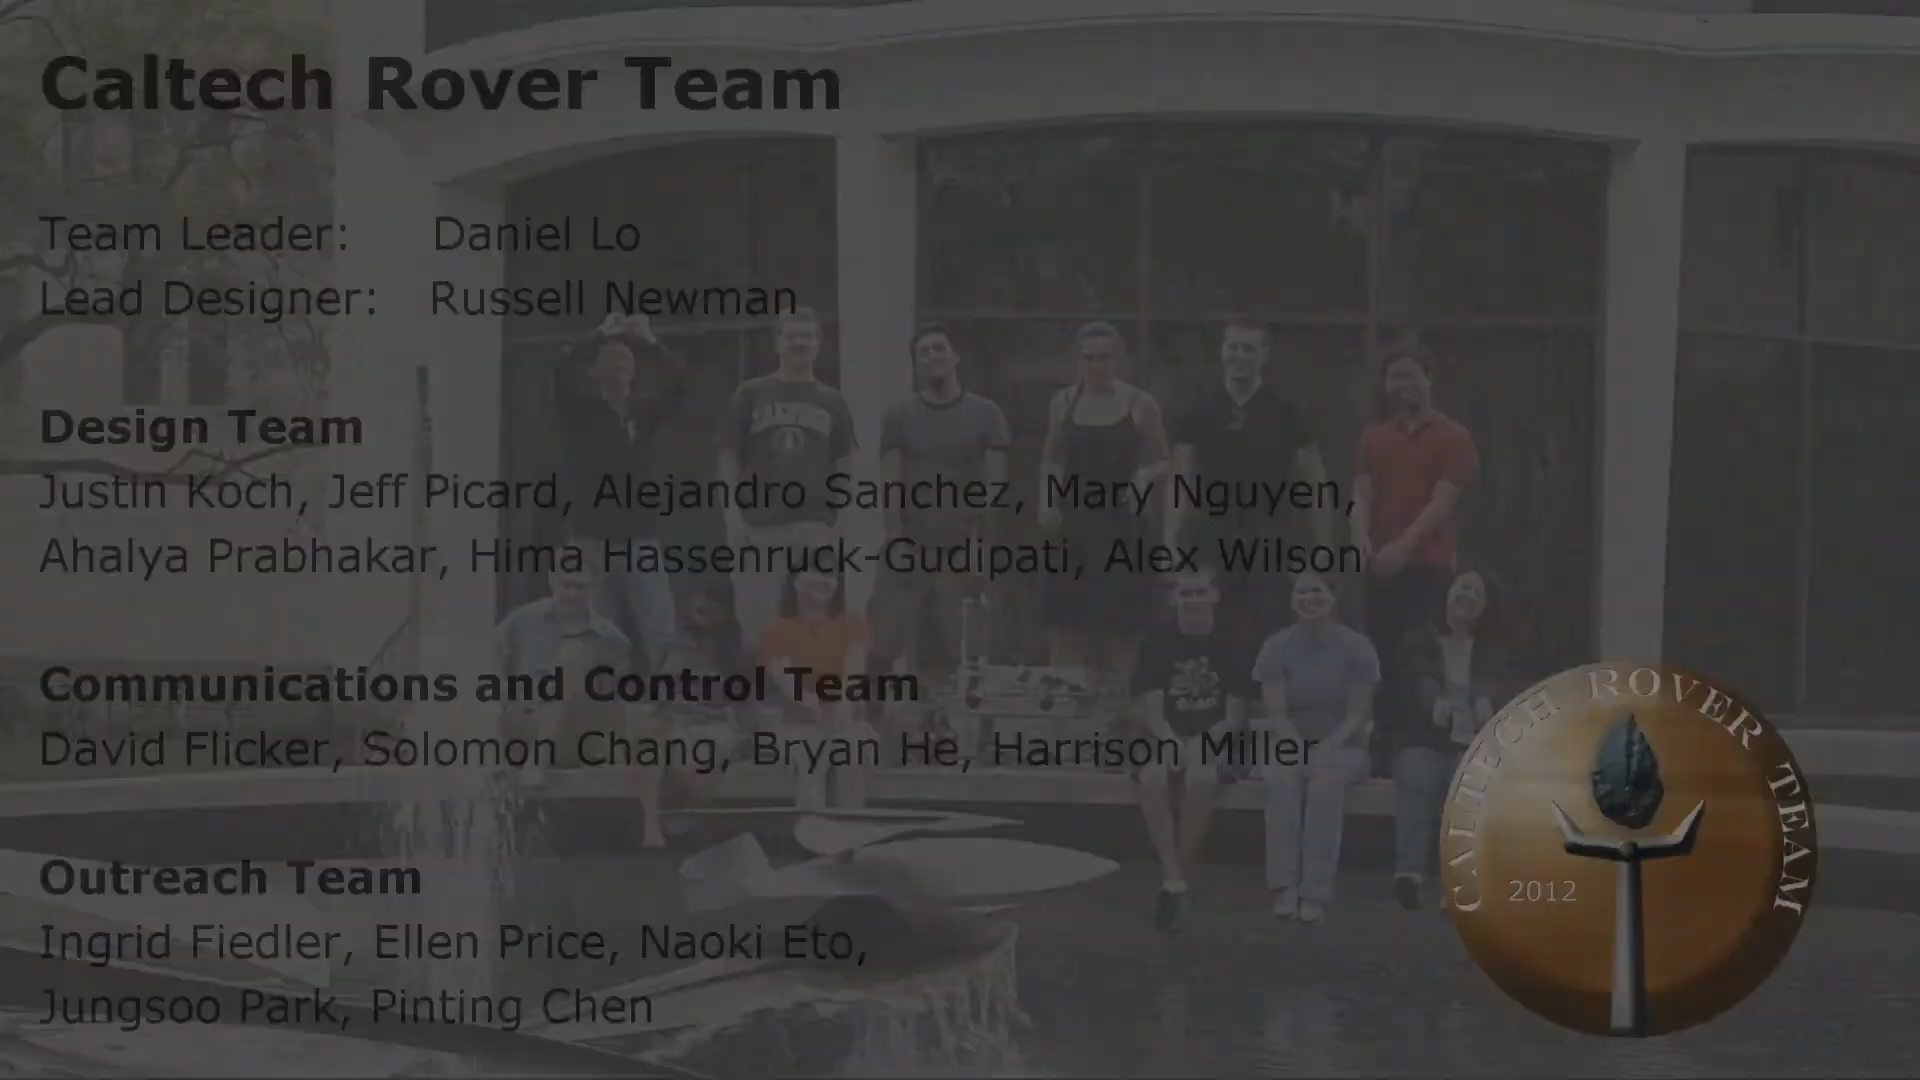 Caltech Rover Team
Team Leader: Daniel Lo
Lead Designer: Russell Newman
Design Team
Justin Koch, Jeff Picard, Alejandro Sanchez, Mary Nguyen,
Ahalya Prabhakar, Hima Hassenruck-Gudipati, Alex Wilson
Communications and Control Team
David Flicker, Solomon Chang, Bryan He, Harrison Miller
Outreach Team
Ingrid Fiedler, Ellen Price, Naoki Eto,
Jungsoo Park, Pinting Chen
CALTECH ROVER TEAM
2012